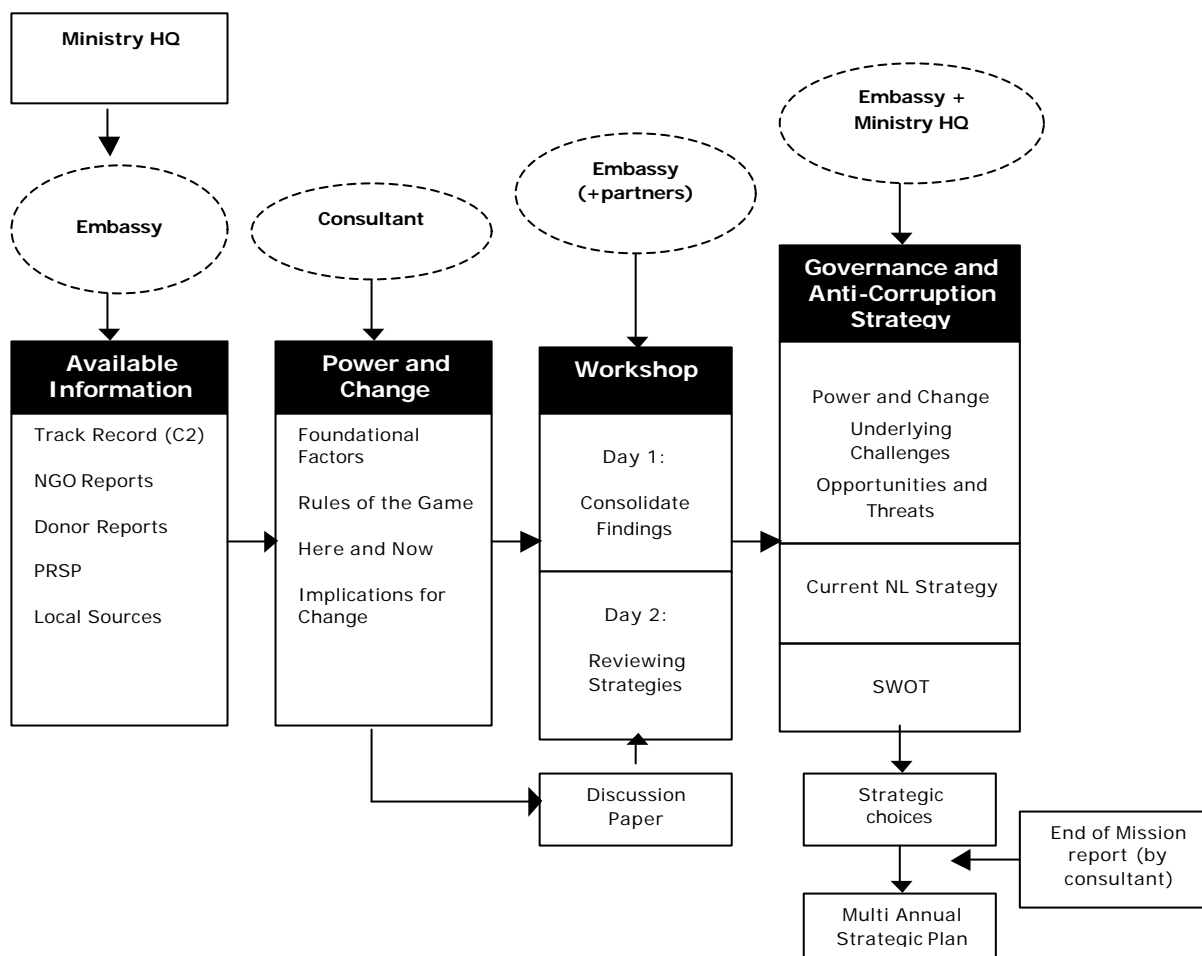 Ministry HQ
Embassy
Available
Information
Track Record (C2)
NGO Reports
Donor Reports
PRSP
Local Sources
Consultant
Power and
Change
Foundational
Factors
Rules of the Game
Here and Now
Implications for
Change
Embassy
(+partners)
Workshop
Day 1:
Consolidate
Findings
Day 2:
Reviewing
Strategies
Discussion
Paper
Embassy +
Ministry HQ
Governance and
Anti-Corruption
Strategy
Power and Change
Underlying
Challenges
Opportunities and
Threats
Current NL Strategy
SWOT
Strategic
choices
End of Mission
report (by
consultant)
Multi Annual
Strategic Plan